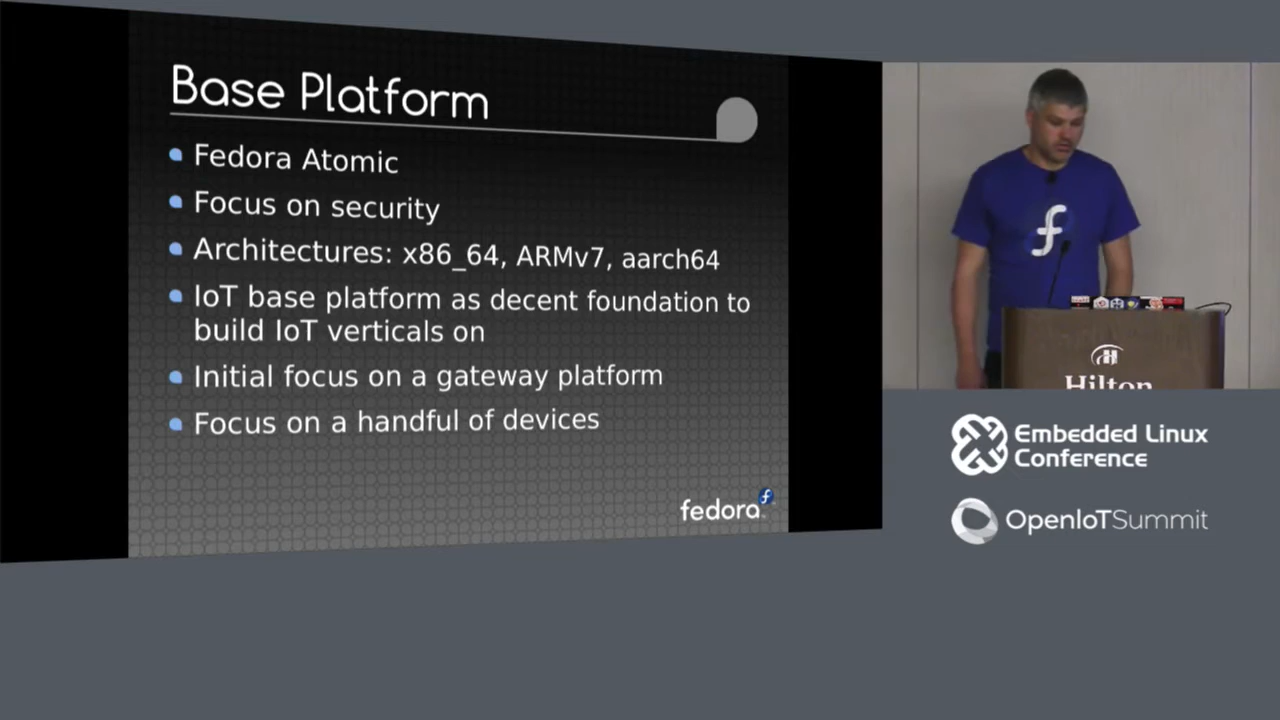 Base Platform
Fedora Atomic
Focus on security
Architectures: x86_64, ARMv7, aarch64
IoT base platform as decent foundation to
build IoT verticals on
Initial focus on a gateway platform
Focus on a handful of devices
fedora
Hilton
Embedded Linux
Conference
OpenIoTSummit